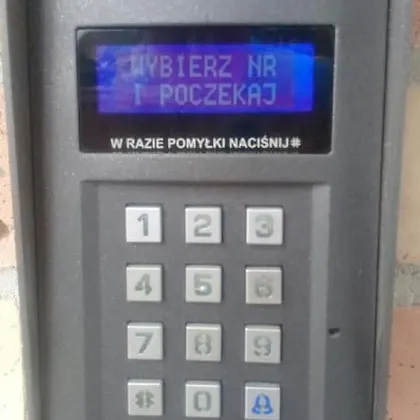 WYBIERZ NR
I POCZEKAJ
W RAZIE POMYŁKI NACIŚNIJ#
1 2 3
4 5 6
7 8 9
# 0